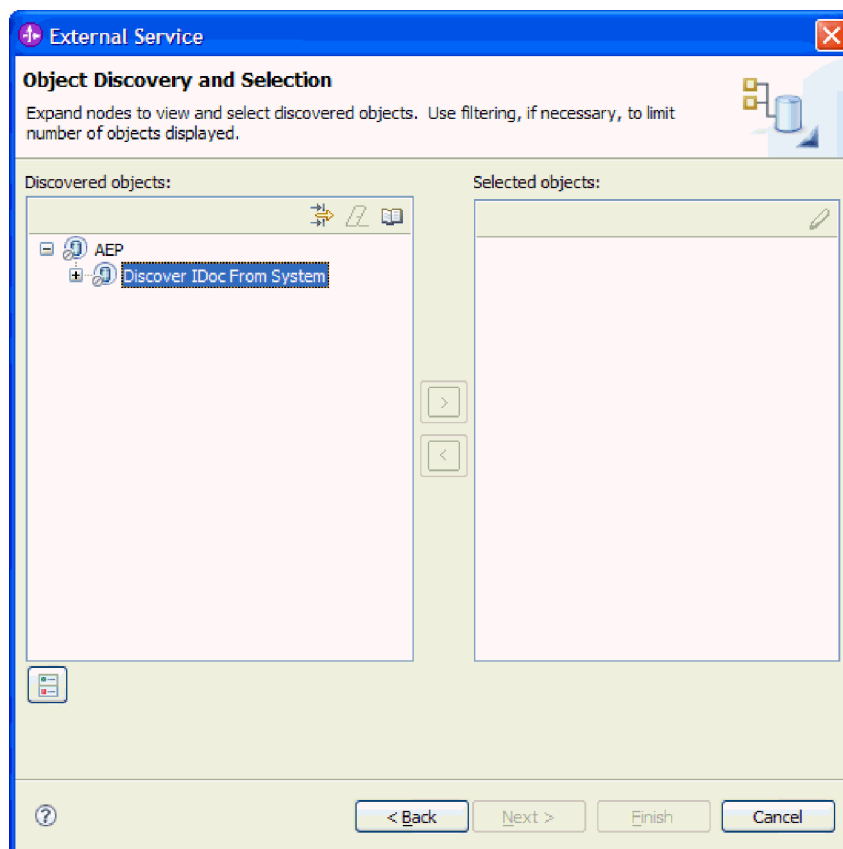 External Service
Object Discovery and Selection
Expand nodes to view and select discovered objects. Use filtering, if necessary, to limit
number of objects displayed.
Discovered objects:
Selected objects:
AEP
Discover IDoc From System
>
<
?
< Back
Next >
Finish
Cancel